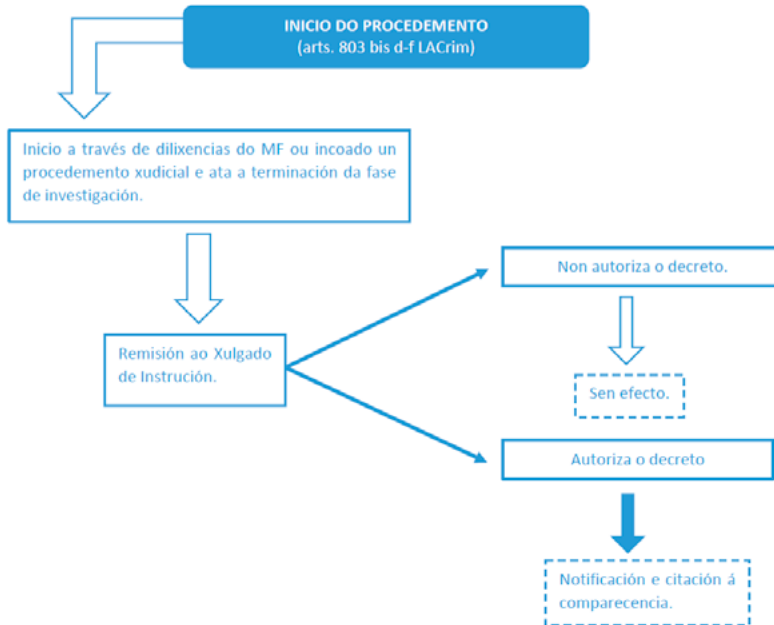 INICIO DO PROCEDEMENTO
(arts. 803 bis d-f LACrim)
Inicio a través de dilixencias do MF ou incoado un
procedemento xudicial e ata a terminación da fase
de investigación.
Remisión ao Xulgado
de Instrución.
Non autoriza o decreto.
Sen efecto.
Autoriza o decreto
Notificación e citación á
comparecencia.